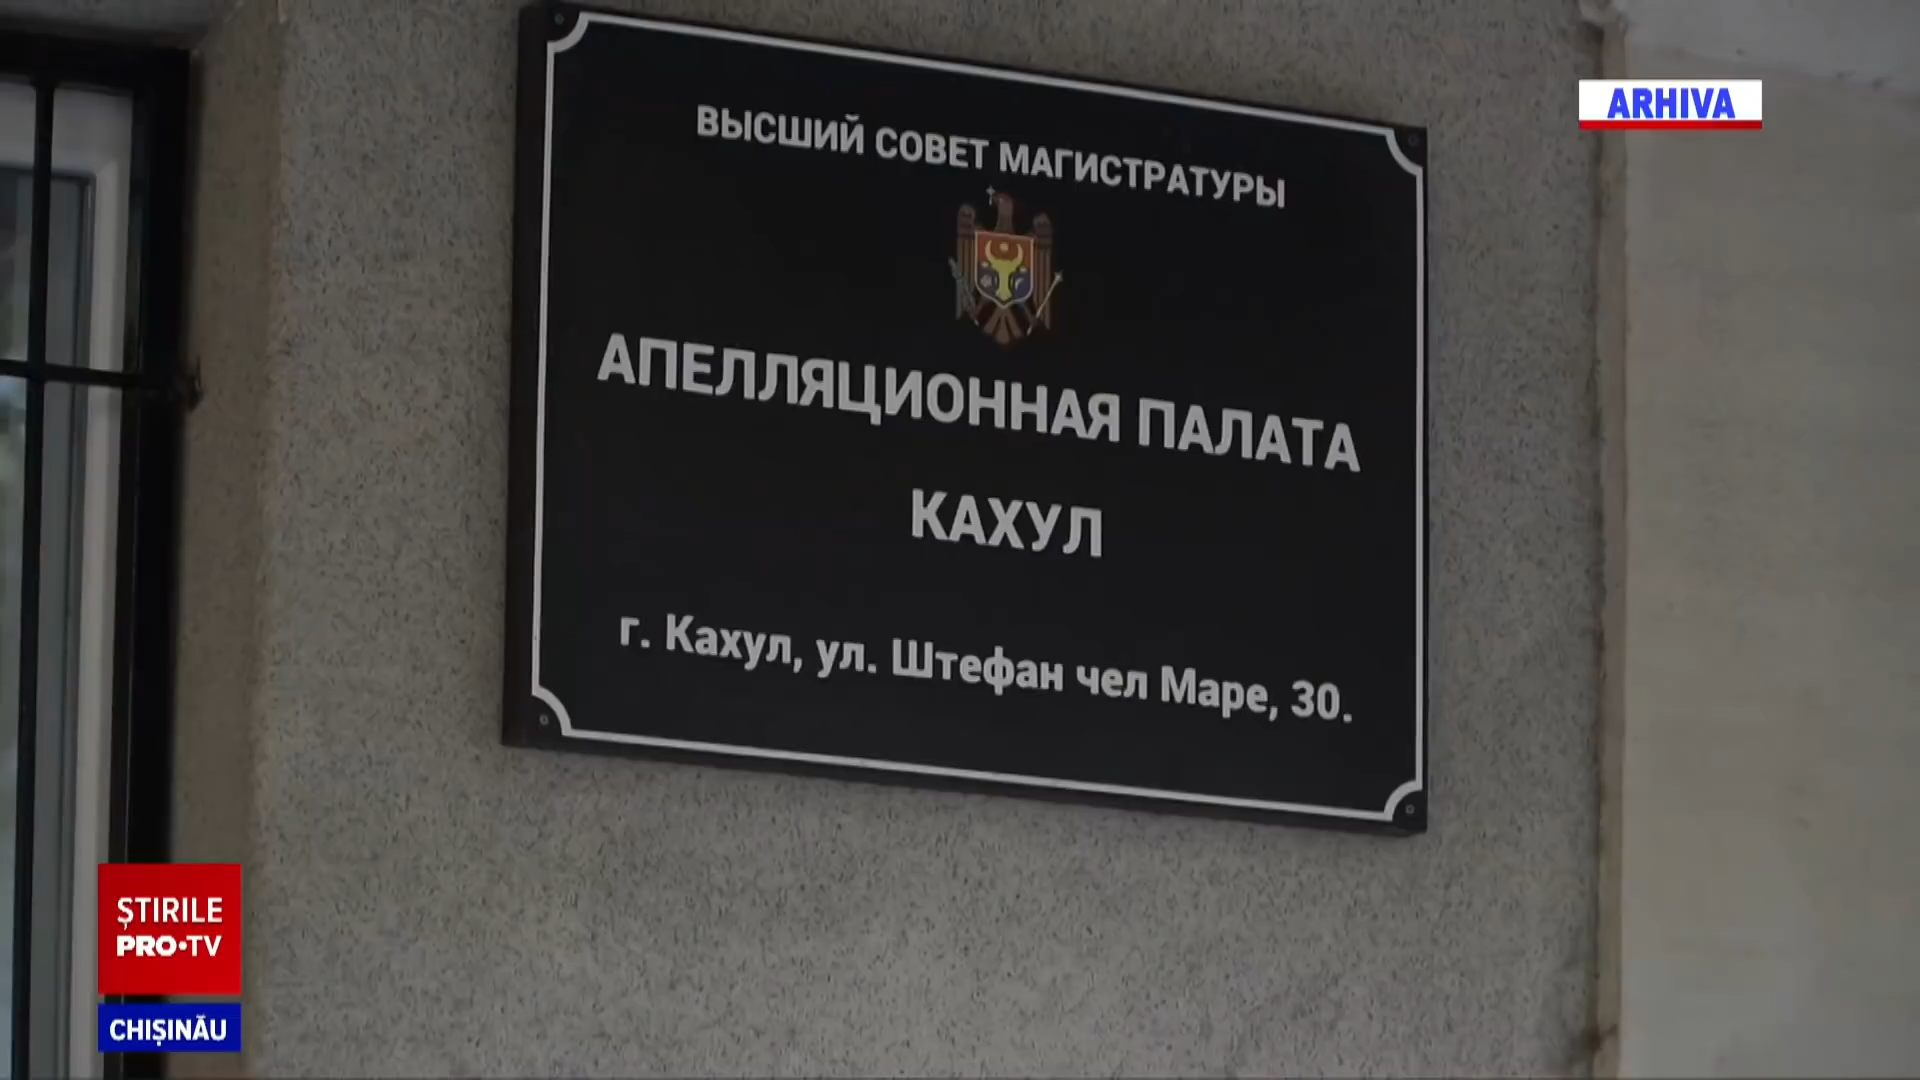 ARHIVA
ВЫСШИЙ СОВЕТ МАГИСТРАТУРЫ
АПЕЛЛЯЦИОННАЯ ПАЛАТА
КАХУЛ
г. Кахул, ул. Штефан чел Маре, 30.
ȘTIRILE
PRO•TV
CHIȘINĂU